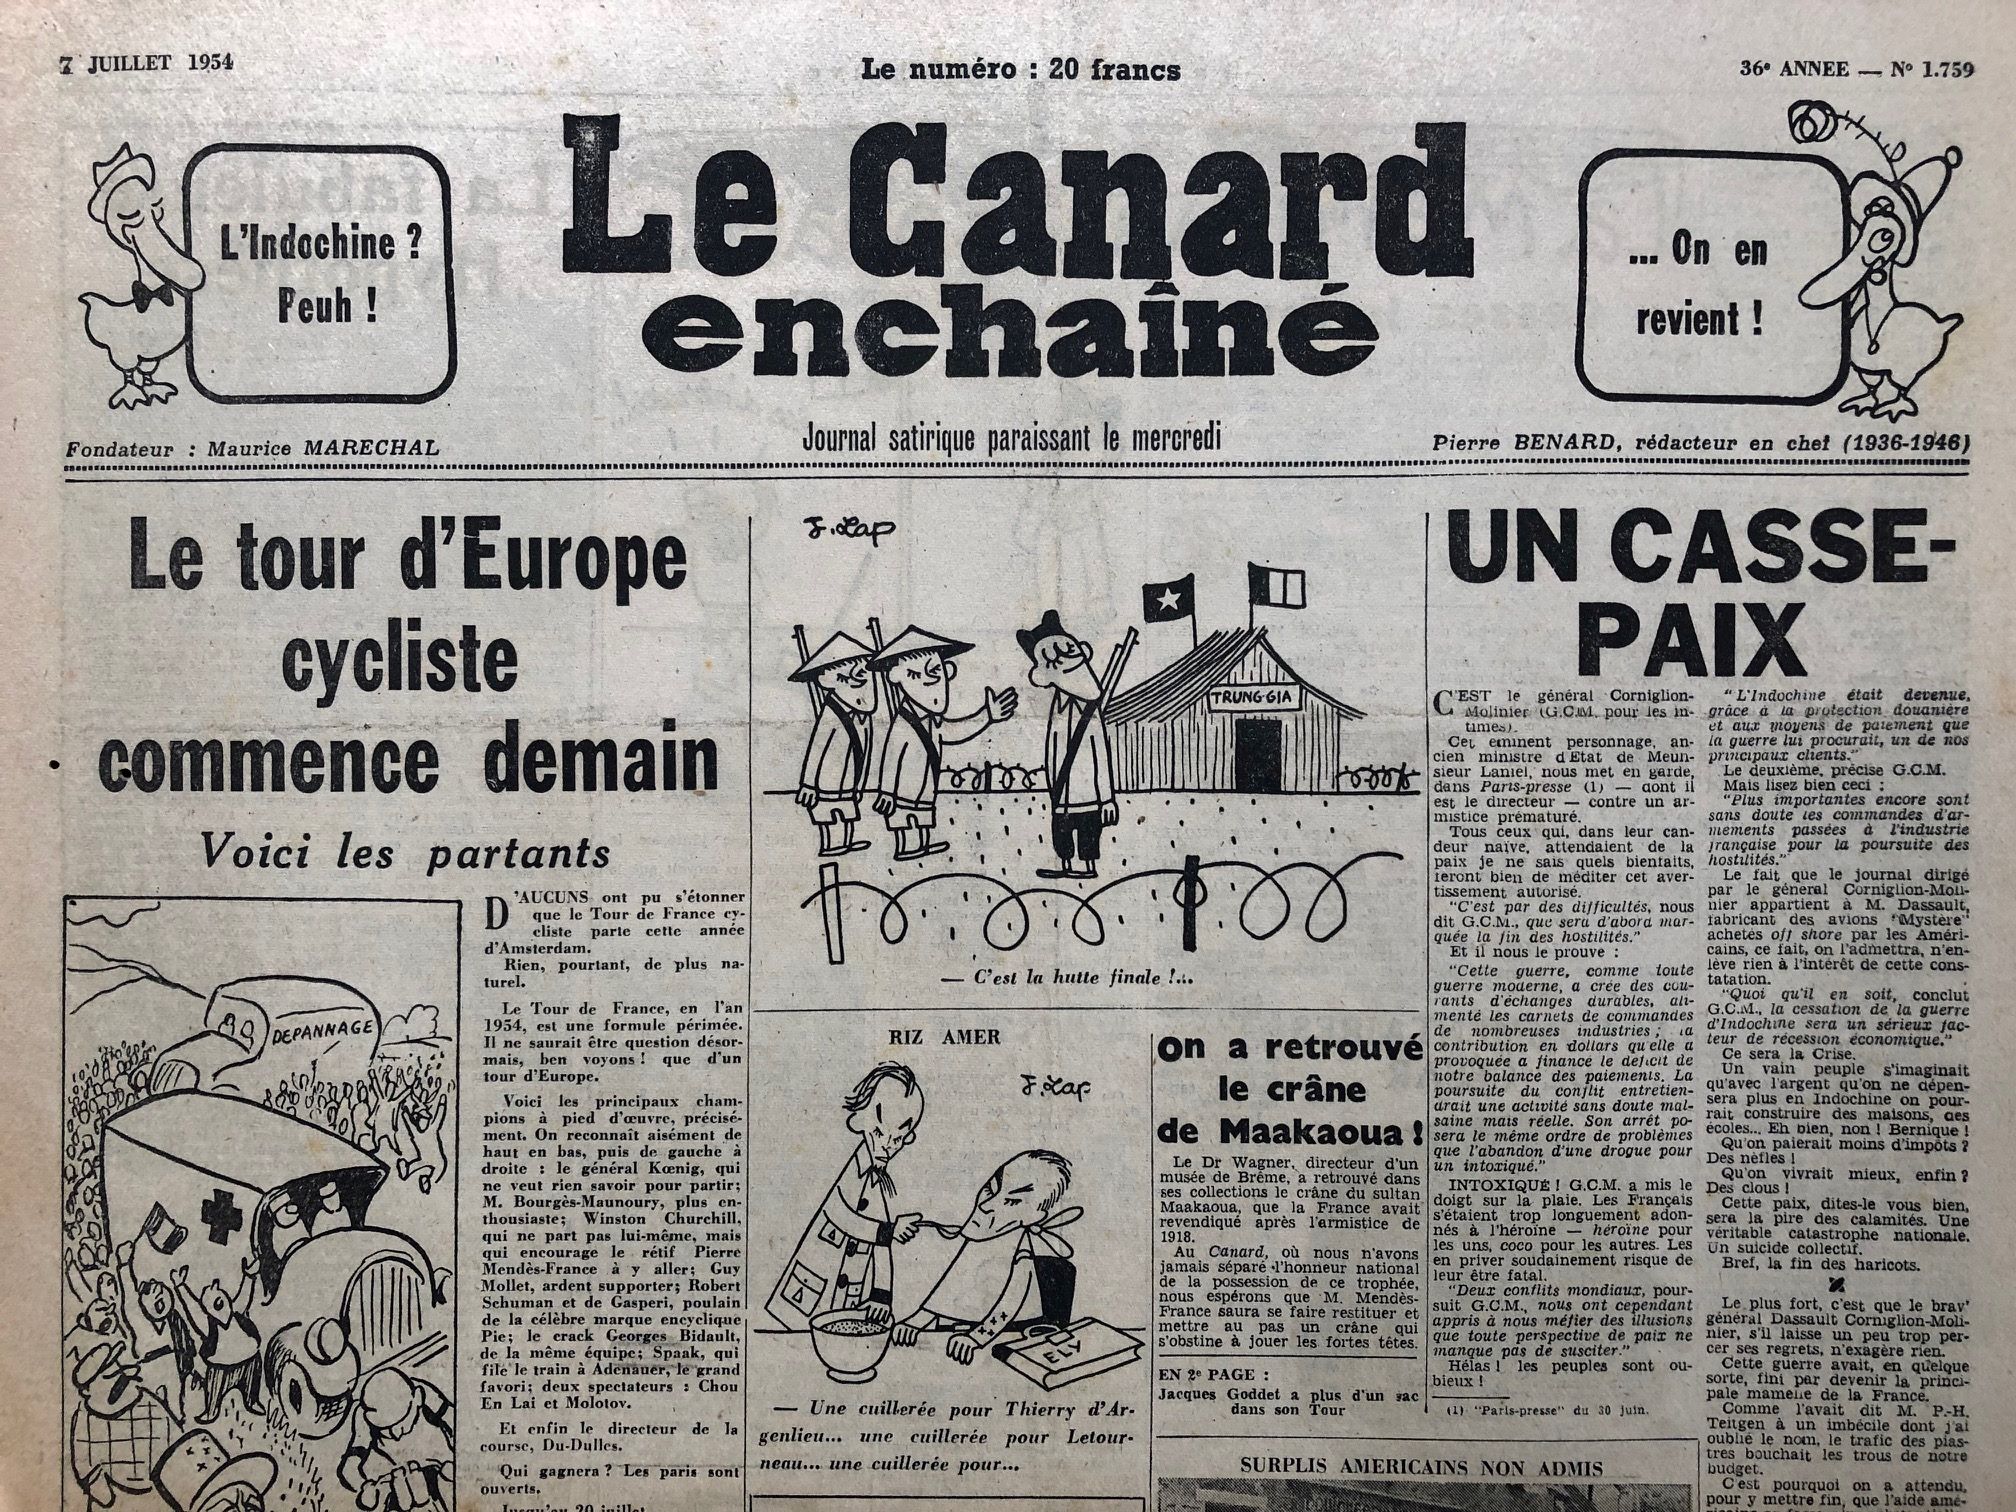 7 JUILLET 1954
Le numéro : 20 francs
36e ANNEE — No 1.759
L'Indochine ?
Peuh !
Le Canard
enchaîné
... On en
revient !
Fondateur : Maurice MARECHAL
Journal satirique paraissant le mercredi
Pierre BENARD, rédacteur en chef (1936-1946)
Le tour d'Europe
cycliste
commence demain
Voici les partants
DEPANNAGE
D'AUCUNS ont pu s'étonner
que le Tour de France cy-
cliste parte cette année
d'Amsterdam.
Rien, pourtant, de plus na-
turel.
Le Tour de France, en l'an
1954, est une formule périmée.
Il ne saurait être question désor-
mais, ben voyons ! que d'un
tour d'Europe.
Voici les principaux cham-
pions à pied d'œuvre, précisé-
ment. On reconnaît aisément de
haut en bas, puis de gauche à
droite : le général Kœnig, qui
ne veut rien savoir pour partir;
M. Bourgès-Maunoury, plus en-
thousiaste; Winston Churchill,
qui ne part pas lui-même, mais
qui encourage le rétif Pierre
Mendès-France à y aller; Guy
Mollet, ardent supporter; Robert
Schuman et de Gasperi, poulain
de la célèbre marque encyclique
Pie; le crack Georges Bidault,
de la même équipe; Spaak, qui
file le train à Adenauer, le grand
favori; deux spectateurs : Chou
En Lai et Molotov.
Et enfin le directeur de la
course, Du-Dulles.
Qui gagnera ? Les paris sont
ouverts.
Jusqu'au 20 juillet
J. Lap
TRUNG-GIA
— C'est la hutte finale !...
RIZ AMER
J. Lap
ELY
— Une cuillerée pour Thierry d'Ar-
genlieu... une cuillerée pour Letour-
neau... une cuillerée pour...
On a retrouvé
le crâne
de Maakaoua !
Le Dr Wagner, directeur d'un
musée de Brême, a retrouvé dans
ses collections le crâne du sultan
Maakaoua, que la France avait
revendiqué après l'armistice de
1918.
Au Canard, où nous n'avons
jamais séparé l'honneur national
de la possession de ce trophée,
nous espérons que M. Mendès-
France saura se faire restituer et
mettre au pas un crâne qui
s'obstine à jouer les fortes têtes.
EN 2e PAGE :
Jacques Goddet a plus d'un sac
dans son Tour
SURPLIS AMERICAINS NON ADMIS
UN CASSE-
PAIX
C'EST le général Corniglion-
Molinier (G.C.M. pour les in-
times).
Cet eminent personnage, an-
cien ministre d'Etat de Meun-
sieur Laniel, nous met en garde,
dans Paris-presse (1) — dont il
est le directeur — contre un ar-
mistice prématuré.
Tous ceux qui, dans leur can-
deur naïve, attendaient de la
paix je ne sais quels bienfaits,
feront bien de méditer cet aver-
tissement autorisé.
"C'est par des difficultés, nous
dit G.C.M., que sera d'abord mar-
quée la fin des hostilités."
Et il nous le prouve :
"Cette guerre, comme toute
guerre moderne, a crée des cou-
rants d'échanges durables, ali-
menté les carnets de commandes
de nombreuses industries ; la
contribution en dollars qu'elle a
provoquée a financé le déficit de
notre balance des paiements. La
poursuite du conflit entretien-
drait une activité sans doute mal-
saine mais réelle. Son arrêt po-
sera le même ordre de problèmes
que l'abandon d'une drogue pour
un intoxiqué."
INTOXIQUÉ ! G.C.M. a mis le
doigt sur la plaie. Les Français
s'étaient trop longuement adon-
nés à l'héroïne — héroïne pour
les uns, coco pour les autres. Les
en priver soudainement risque de
leur être fatal.
"Deux conflits mondiaux, pour-
suit G.C.M., nous ont cependant
appris à nous méfier des illusions
que toute perspective de paix ne
manque pas de susciter."
Hélas ! les peuples sont ou-
blieux !
(1) "Paris-presse" du 30 juin.
"L'Indochine était devenue,
grâce à la protection douanière
et aux moyens de paiement que
la guerre lui procurait, un de nos
principaux clients."
Le deuxième, précise G.C.M.
Mais lisez bien ceci :
"Plus importantes encore sont
sans doute les commandes d'ar-
mements passées à l'industrie
française pour la poursuite des
hostilités."
Le fait que le journal dirigé
par le général Corniglion-Moli-
nier appartient à M. Dassault,
fabricant des avions "Mystère"
achetés off shore par les Améri-
cains, ce fait, on l'admettra, n'en-
lève rien à l'intérêt de cette cons-
tatation.
"Quoi qu'il en soit, conclut
G.C.M., la cessation de la guerre
d'Indochine sera un sérieux fac-
teur de récession économique."
Ce sera la Crise.
Un vain peuple s'imaginait
qu'avec l'argent qu'on ne dépen-
sera plus en Indochine on pour-
rait construire des maisons, des
écoles... Eh bien, non ! Bernique !
Qu'on paierait moins d'impôts ?
Des nèfles !
Qu'on vivrait mieux, enfin ?
Des clous !
Cette paix, dites-le vous bien,
sera la pire des calamités. Une
véritable catastrophe nationale.
Un suicide collectif.
Bref, la fin des haricots.
Le plus fort, c'est que le brav'
général Dassault Corniglion-Moli-
nier, s'il laisse un peu trop per-
cer ses regrets, n'exagère rien.
Cette guerre avait, en quelque
sorte, fini par devenir la princi-
pale mamelle de la France.
Comme l'avait dit M. P.-H.
Teitgen à un imbécile dont j'ai
oublié le nom, le trafic des pias-
tres bouchait les trous de notre
budget.
C'est pourquoi on a attendu,
pour y mettre fin, que l'aide amé-